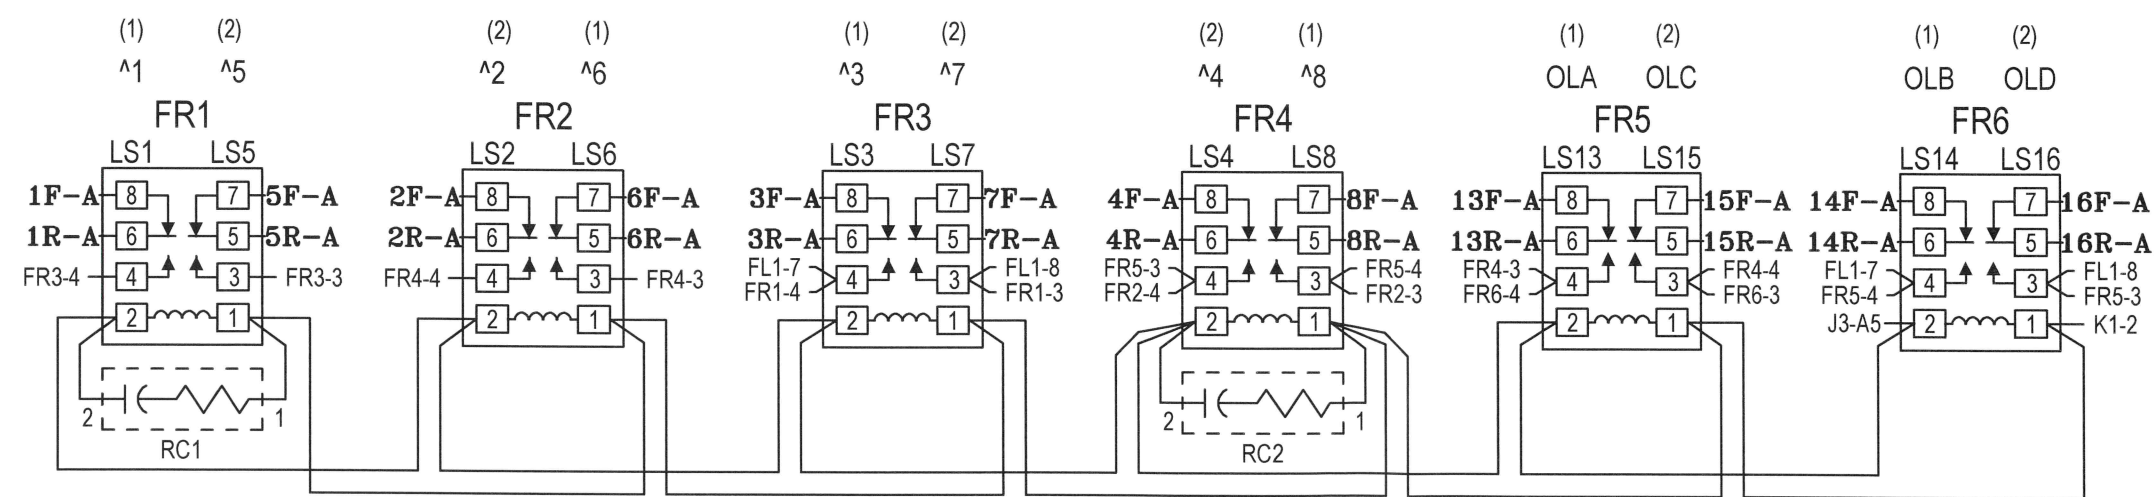 (1) (2) (2) (1) (1) (2) (2) (1) (1) (2) (1) (2)
^1 ^5 ^2 ^6 ^3 ^7 ^4 ^8 OLA OLC OLB OLD
FR1 FR2 FR3 FR4 FR5 FR6
LS1 LS5 LS2 LS6 LS3 LS7 LS4 LS8 LS13 LS15 LS14 LS16
1F-A 8 7 5F-A 2F-A 8 7 6F-A 3F-A 8 7 7F-A 4F-A 8 7 8F-A 13F-A 8 7 15F-A 14F-A 8 7 16F-A
1R-A 6 5 5R-A 2R-A 6 5 6R-A 3R-A 6 5 7R-A 4R-A 6 5 8R-A 13R-A 6 5 15R-A 14R-A 6 5 16R-A
FL1-7 FL1-8 FR5-3 FR5-4 FR4-3 FR4-4 FL1-7 FL1-8
FR3-4 4 3 FR3-3 FR4-4 4 3 FR4-3 4 3 4 3 4 3 4 3
FR1-4 FR1-3 FR2-4 FR2-3 FR6-4 FR6-3 FR5-4 FR5-3
2 1 2 1 2 1 2 1 2 1 J3-A5 2 1 K1-2
2 1 2 1
RC1 RC2